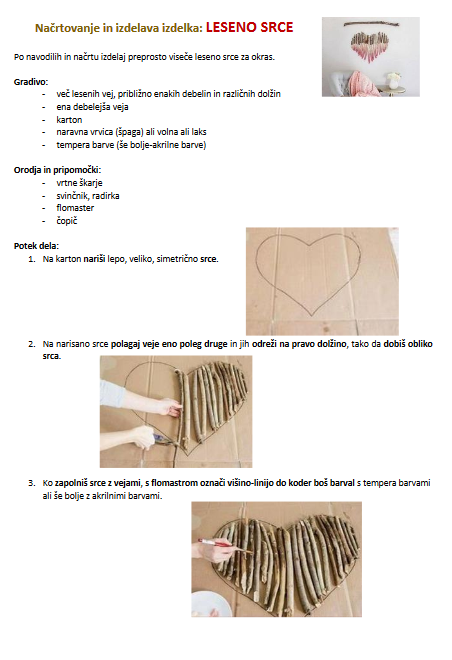 Načrtovanje in izdelava izdelka: LESENO SRCE
Po navodilih in načrtu izdelaj preprosto viseče leseno srce za okras.
Gradivo:
- več lesenih vej, približno enakih debelin in različnih dolžin
- ena debelejša veja
- karton
- naravna vrvica (špaga) ali volna ali laks
- tempera barve (še bolje-akrilne barve)
Orodja in pripomočki:
- vrtne škarje
- svinčnik, radirka
- flomaster
- čopič
Potek dela:
1. Na karton nariši lepo, veliko, simetrično srce.
2. Na narisano srce polagaj veje eno poleg druge in jih odreži na pravo dolžino, tako da dobiš obliko
srca.
3. Ko zapolniš srce z vejami, s flomastrom označi višino-linijo do koder boš barval s tempera barvami
ali še bolje z akrilnimi barvami.